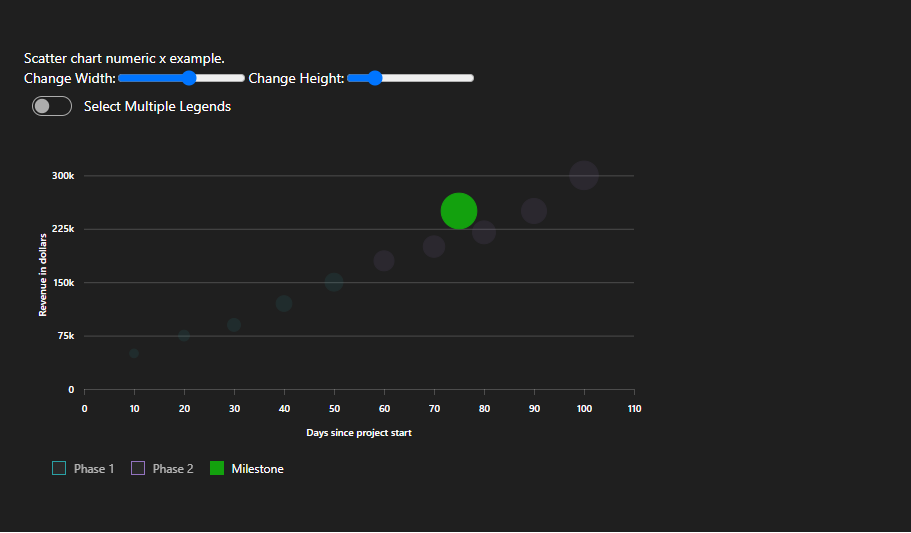 Scatter chart numeric x example.
Change Width: Change Height:
Select Multiple Legends
300k
225k
150k
75k
0
Revenue in dollars
0 10 20 30 40 50 60 70 80 90 100 110
Days since project start
Phase 1 Phase 2 Milestone